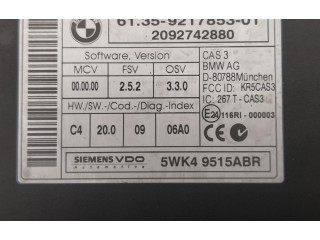 61.35-9217853-01
2092742880
Software, Version
MCV FSV ZSV
00.00.00 2.5.2 3.3.0
HW./SW.-/Cod.-/Diag.-Index
C4 20.0 09 06A0
CAS 3
BMW AG
D-80788München
FCC ID: KR5CAS3
IC: 267 T - CAS3
E24 116RI - 000003
SIEMENS VDO
Automotive
5WK4 9515ABR